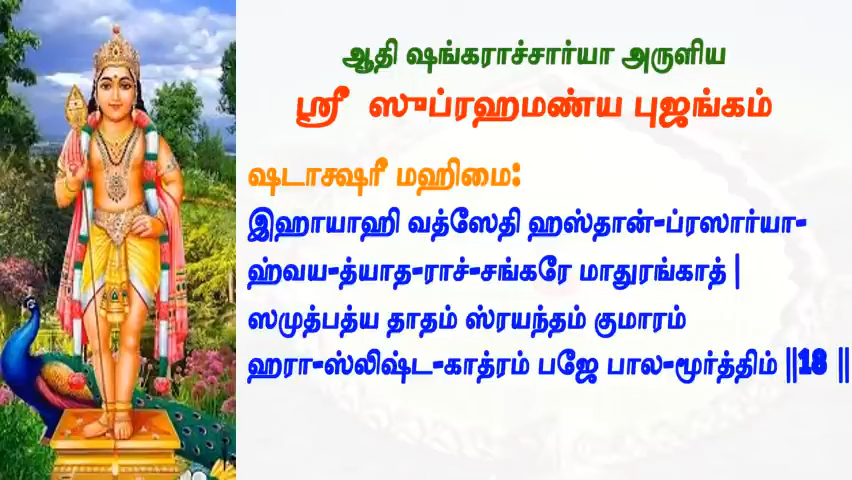 ஆதி ஷங்கராச்சார்யா அருளிய
ஸ்ரீ ஸுப்ரஹமண்ய புஜங்கம்
ஷடாக்ஷரீ மஹிமை:
இஹாயாஹி வத்ஸேதி ஹஸ்தான்-ப்ரஸார்யா-
ஹ்வய-த்யாத-ராச்-சங்கரே மாதுரங்காத் |
ஸமுத்பத்ய தாதம் ஸ்ரயந்தம் குமாரம்
ஹரா-ஸ்லிஷ்ட-காத்ரம் பஜே பால-மூர்த்திம் ||18 ||